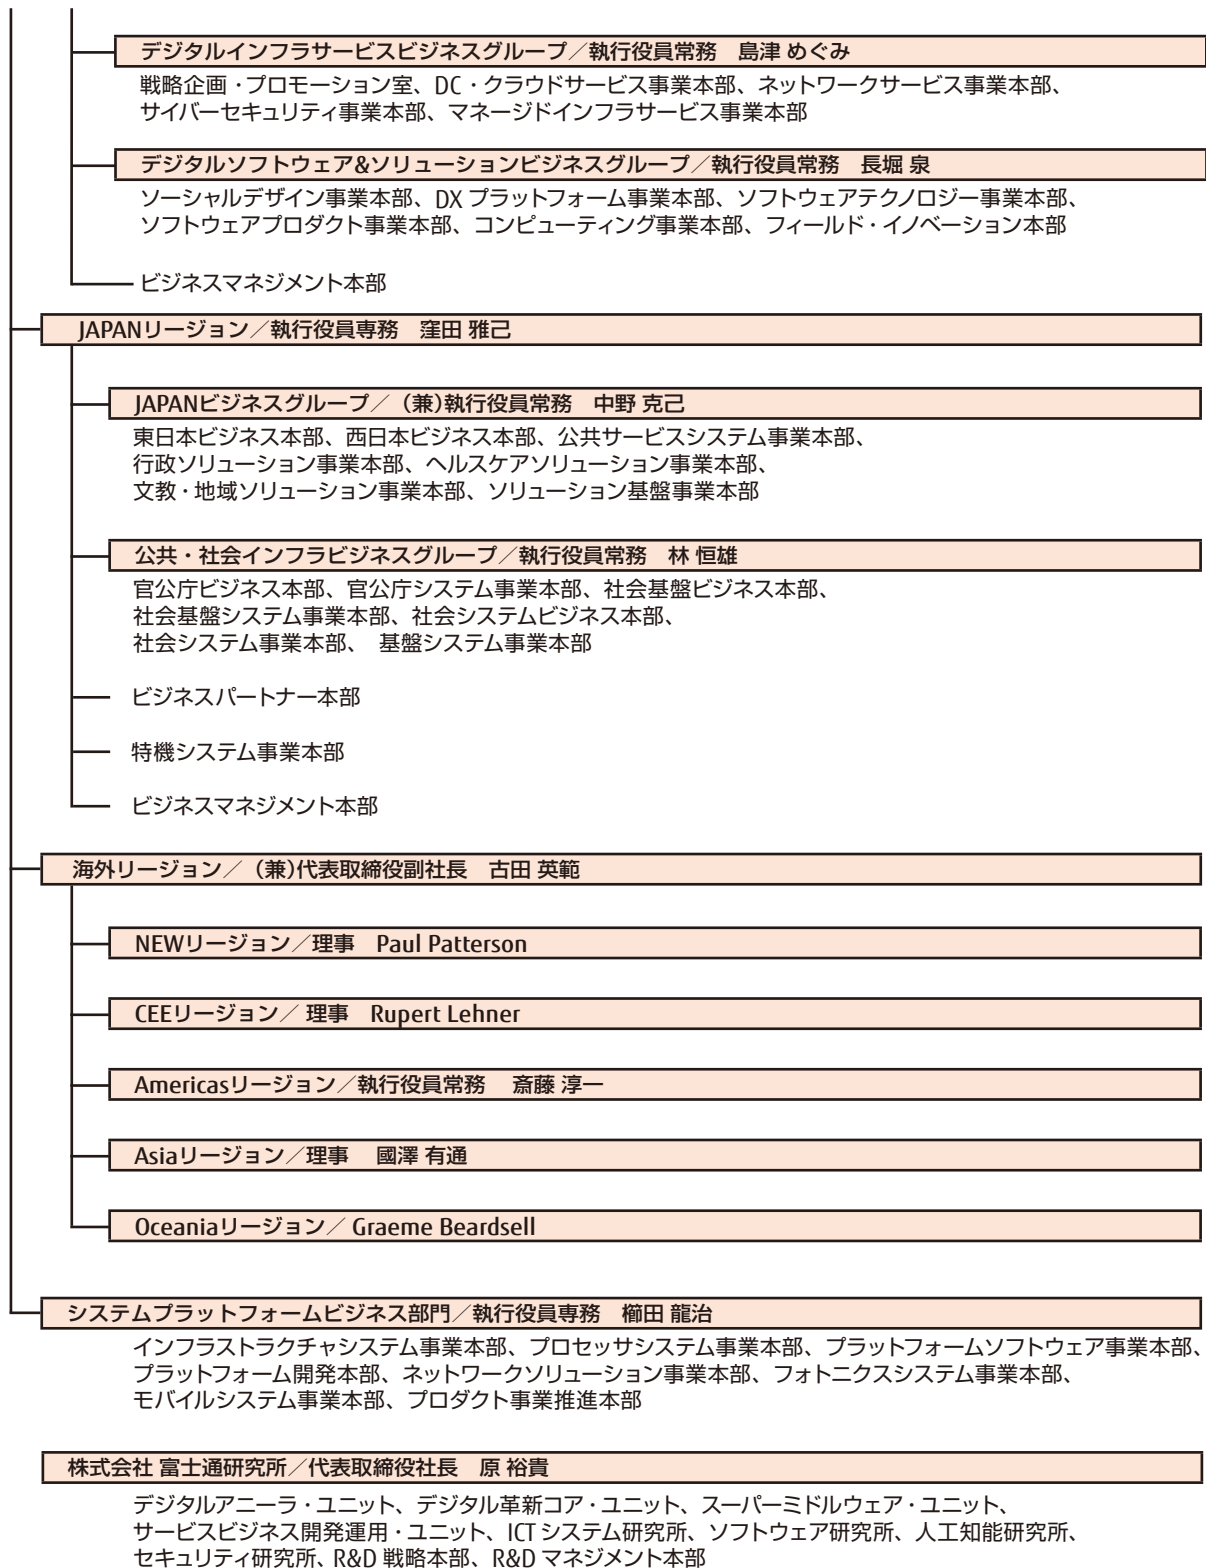 デジタルインフラサービスビジネスグループ／執行役員常務　島津 めぐみ
戦略企画・プロモーション室、DC・クラウドサービス事業本部、ネットワークサービス事業本部、
サイバーセキュリティ事業本部、マネージドインフラサービス事業本部
デジタルソフトウェア&ソリューションビジネスグループ／執行役員常務　長堀 泉
ソーシャルデザイン事業本部、DX プラットフォーム事業本部、ソフトウェアテクノロジー事業本部、
ソフトウェアプロダクト事業本部、コンピューティング事業本部、フィールド・イノベーション本部
ビジネスマネジメント本部
JAPANリージョン／執行役員専務　窪田 雅己
JAPANビジネスグループ／（兼）執行役員常務　中野 克己
東日本ビジネス本部、西日本ビジネス本部、公共サービスシステム事業本部、
行政ソリューション事業本部、ヘルスケアソリューション事業本部、
文教・地域ソリューション事業本部、ソリューション基盤事業本部
公共・社会インフラビジネスグループ／執行役員常務　林 恒雄
官公庁ビジネス本部、官公庁システム事業本部、社会基盤ビジネス本部、
社会基盤システム事業本部、社会システムビジネス本部、
社会システム事業本部、　基盤システム事業本部
ビジネスパートナー本部
特機システム事業本部
ビジネスマネジメント本部
海外リージョン／（兼）代表取締役副社長　古田 英範
NEWリージョン／理事　Paul Patterson
CEEリージョン／ 理事　Rupert Lehner
Americasリージョン／執行役員常務　斎藤 淳一
Asiaリージョン／理事　國澤 有通
Oceaniaリージョン／ Graeme Beardsell
システムプラットフォームビジネス部門／執行役員専務　櫛田 龍治
インフラストラクチャシステム事業本部、プロセッサシステム事業本部、プラットフォームソフトウェア事業本部、
プラットフォーム開発本部、ネットワークソリューション事業本部、フォトニクスシステム事業本部、
モバイルシステム事業本部、プロダクト事業推進本部
株式会社 富士通研究所／代表取締役社長　原 裕貴
デジタルアニーラ・ユニット、デジタル革新コア・ユニット、スーパーミドルウェア・ユニット、
サービスビジネス開発運用・ユニット、ICT システム研究所、ソフトウェア研究所、人工知能研究所、
セキュリティ研究所、R&D 戦略本部、R&D マネジメント本部